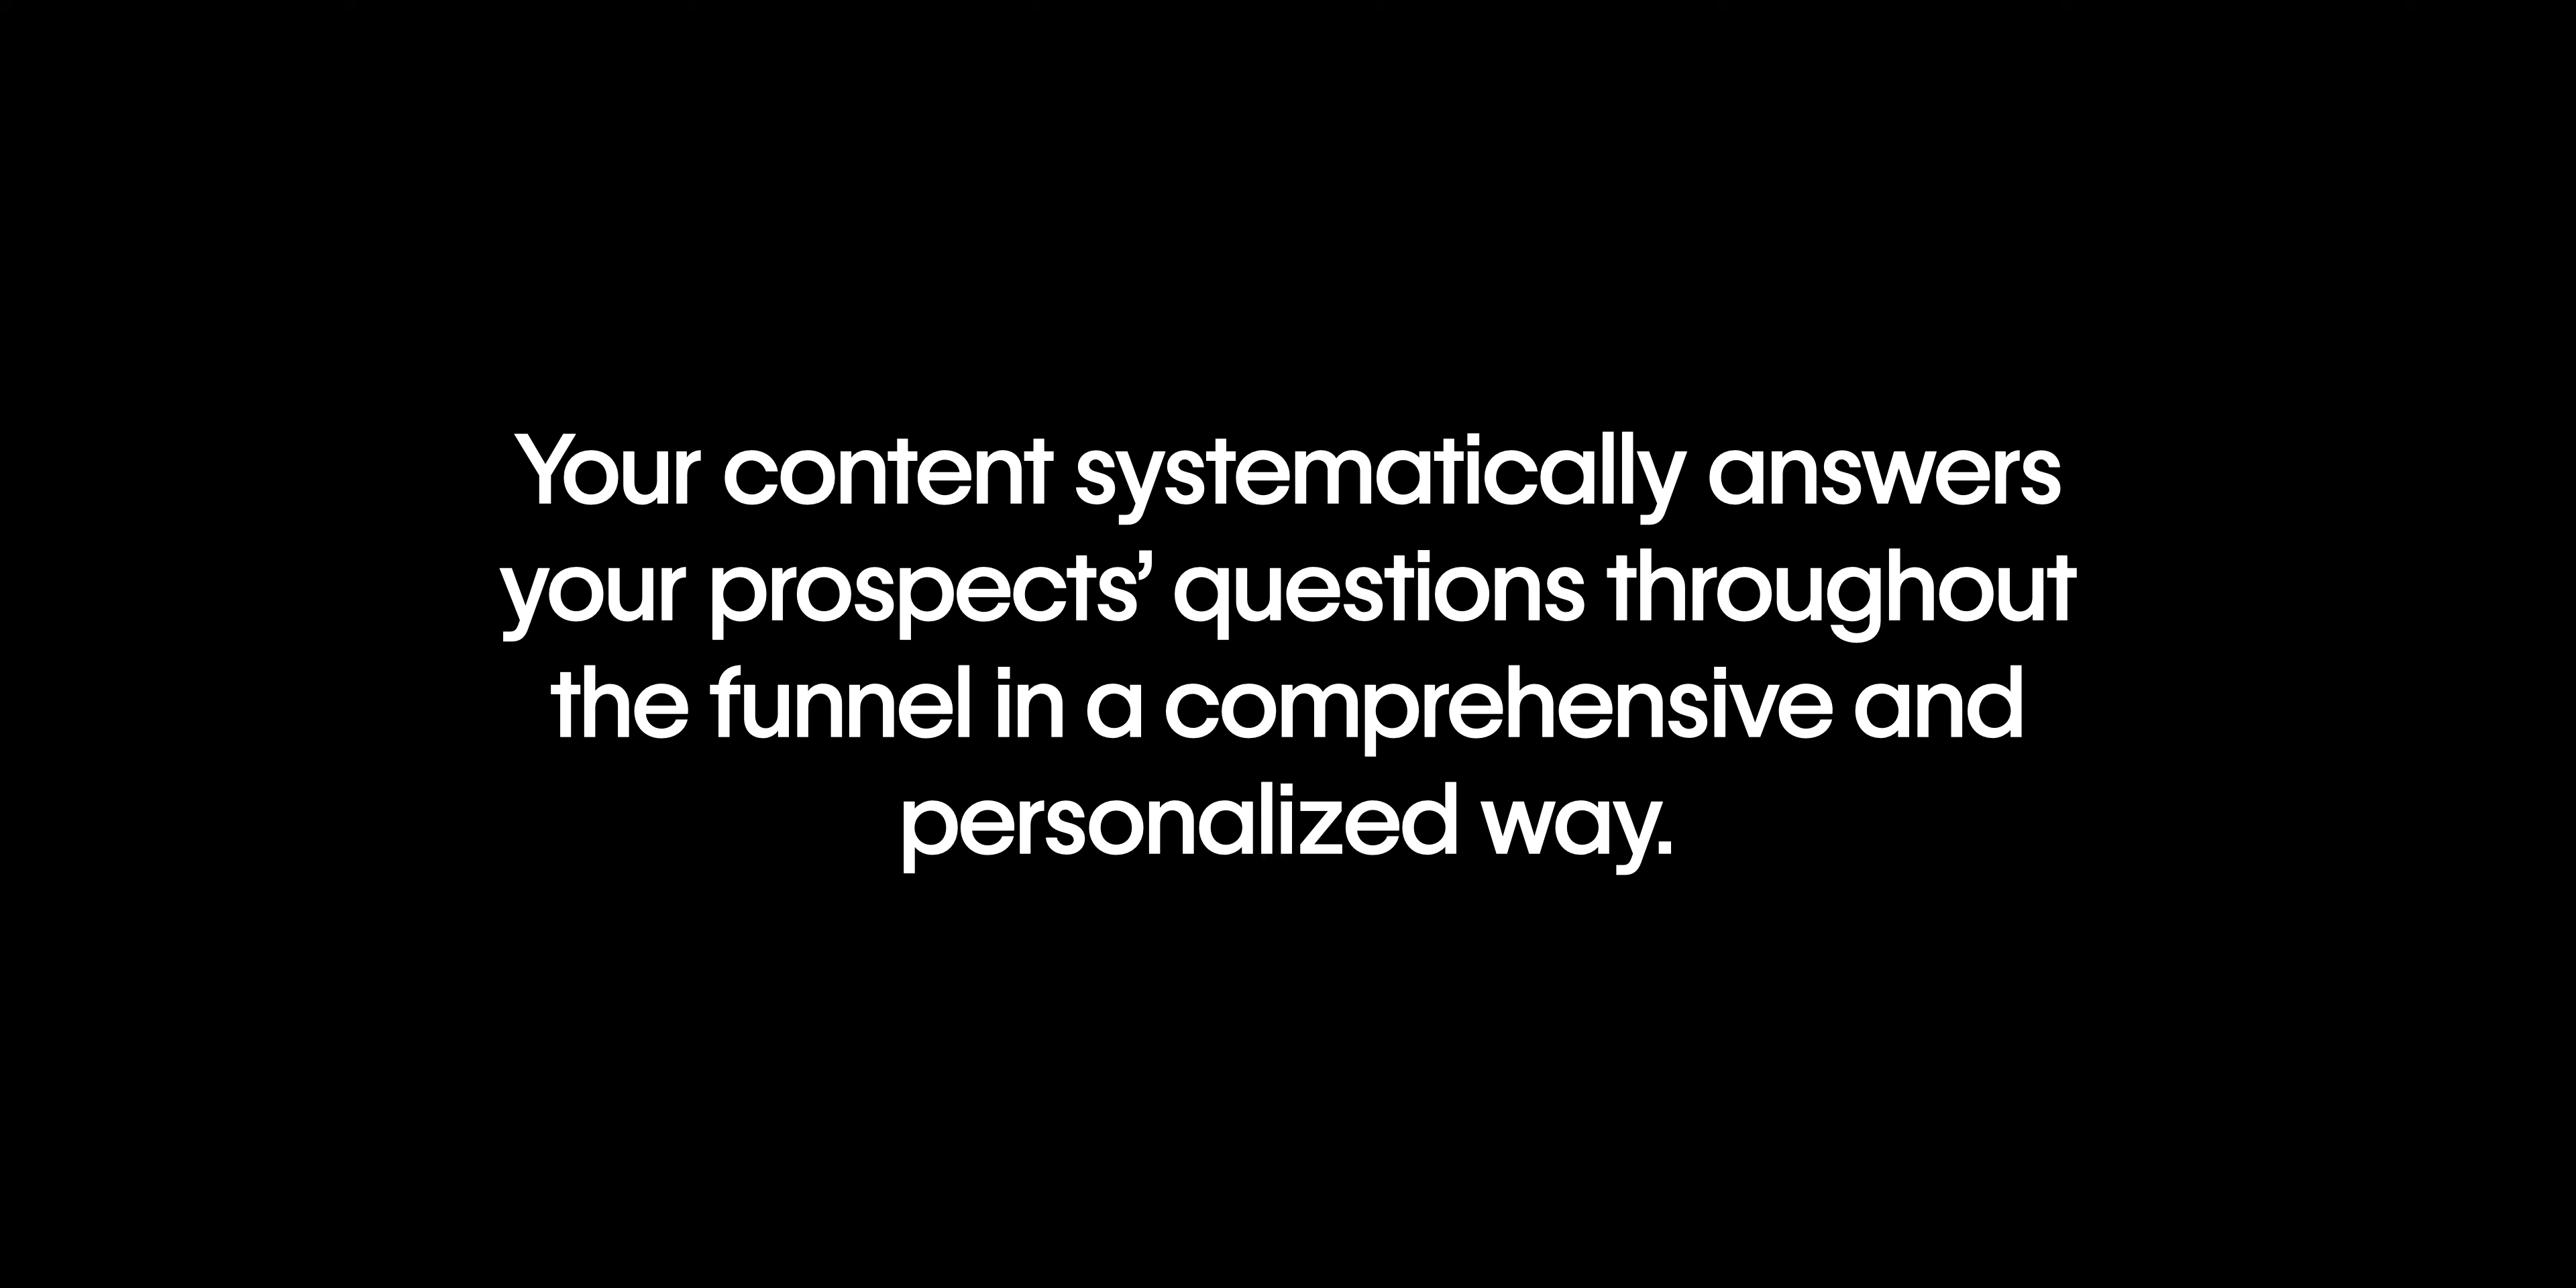 Your content systematically answers
your prospects’ questions throughout
the funnel in a comprehensive and
personalized way.